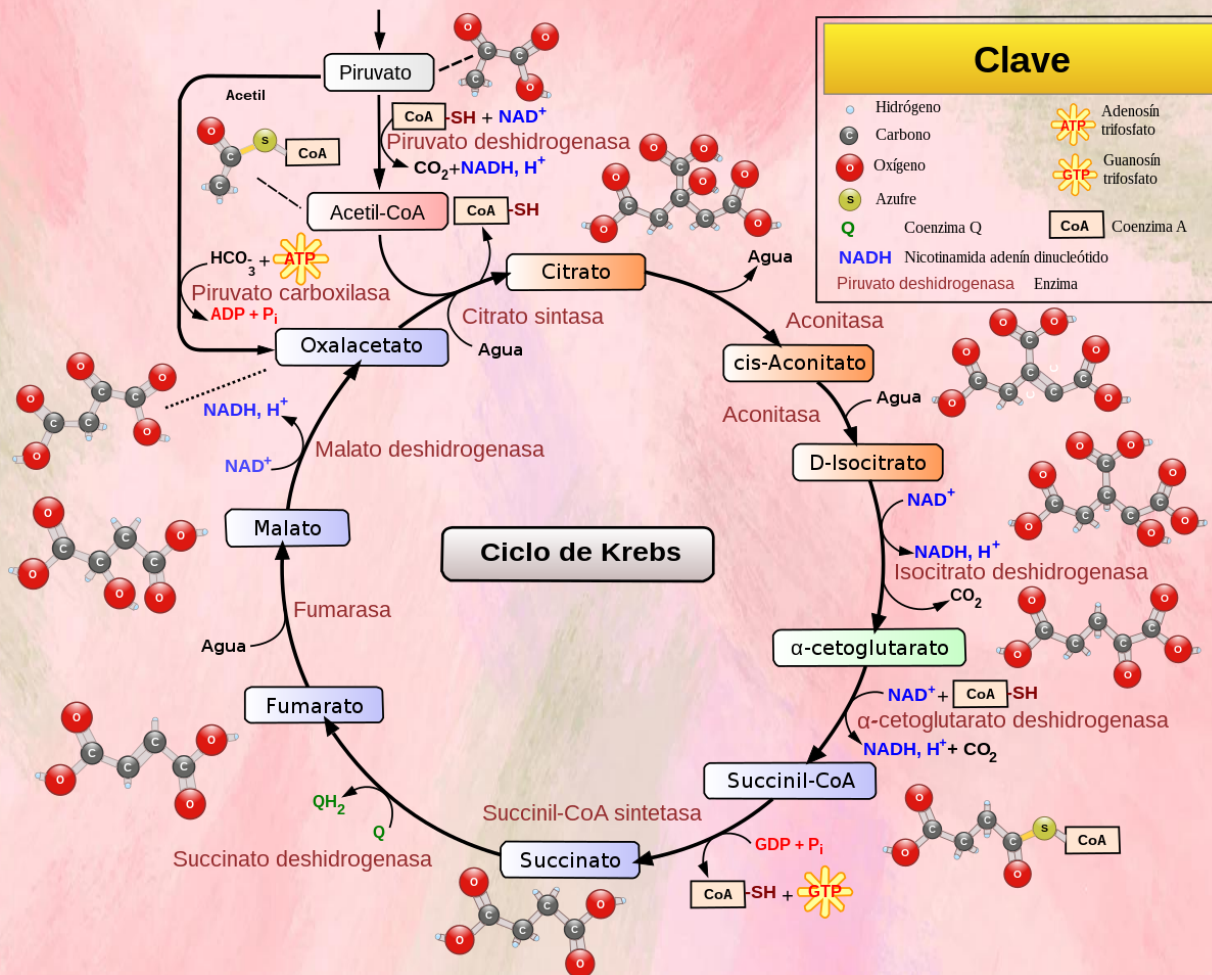 Piruvato
Acetil
CoA-SH + NAD+
Piruvato deshidrogenasa
CO2+NADH, H+
S CoA
Acetil-CoA
CoA-SH
HCO-3 + ATP
Piruvato carboxilasa
ADP + Pi
Citrato
Citrato sintasa
Agua
Oxalacetato
Agua
Aconitasa
cis-Aconitato
Aconitasa
Agua
D-Isocitrato
NAD+
NADH, H+
Isocitrato deshidrogenasa
CO2
α-cetoglutarato
NAD+ + CoA-SH
α-cetoglutarato deshidrogenasa
NADH, H+ + CO2
Succinil-CoA
S CoA
Succinil-CoA sintetasa
GDP + Pi
CoA-SH + GTP
Succinato
Succinato deshidrogenasa
Q
QH2
Fumarato
Agua
Fumarasa
Malato
Malato deshidrogenasa
NAD+
NADH, H+
Ciclo de Krebs
Clave
Hidrógeno
C Carbono
O Oxígeno
S Azufre
Q Coenzima Q
ATP Adenosín
trifosfato
GTP Guanosín
trifosfato
CoA Coenzima A
NADH Nicotinamida adenín dinucleótido
Piruvato deshidrogenasa Enzima